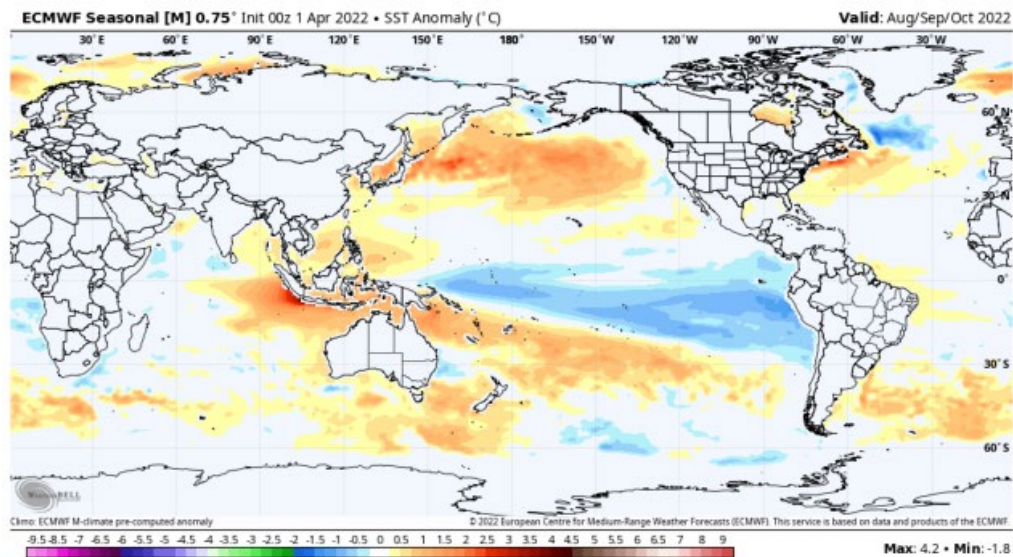 ECMWF Seasonal [M] 0.75° Init 00z 1 Apr 2022 • SST Anomaly (°C) Valid: Aug/Sep/Oct 2022
30°E 60°E 90°E 120°E 150°E 180° 150°W 120°W 90°W 60°W 30°W
60°N
30°N
0°
30°S
60°S
WeatherBELL
Climo: ECMWF M-climate pre-computed anomaly © 2022 European Centre for Medium-Range Weather Forecasts (ECMWF). This service is based on data and products of the ECMWF.
-9.5 -8.5 -7 -6.5 -6 -5.5 -5 -4.5 -4 -3.5 -3 -2.5 -2 -1.5 -1 -0.5 0 0.5 1 1.5 2 2.5 3 3.5 4 4.5 5 5.5 6 6.5 7 8 9
Max: 4.2 • Min: -1.8